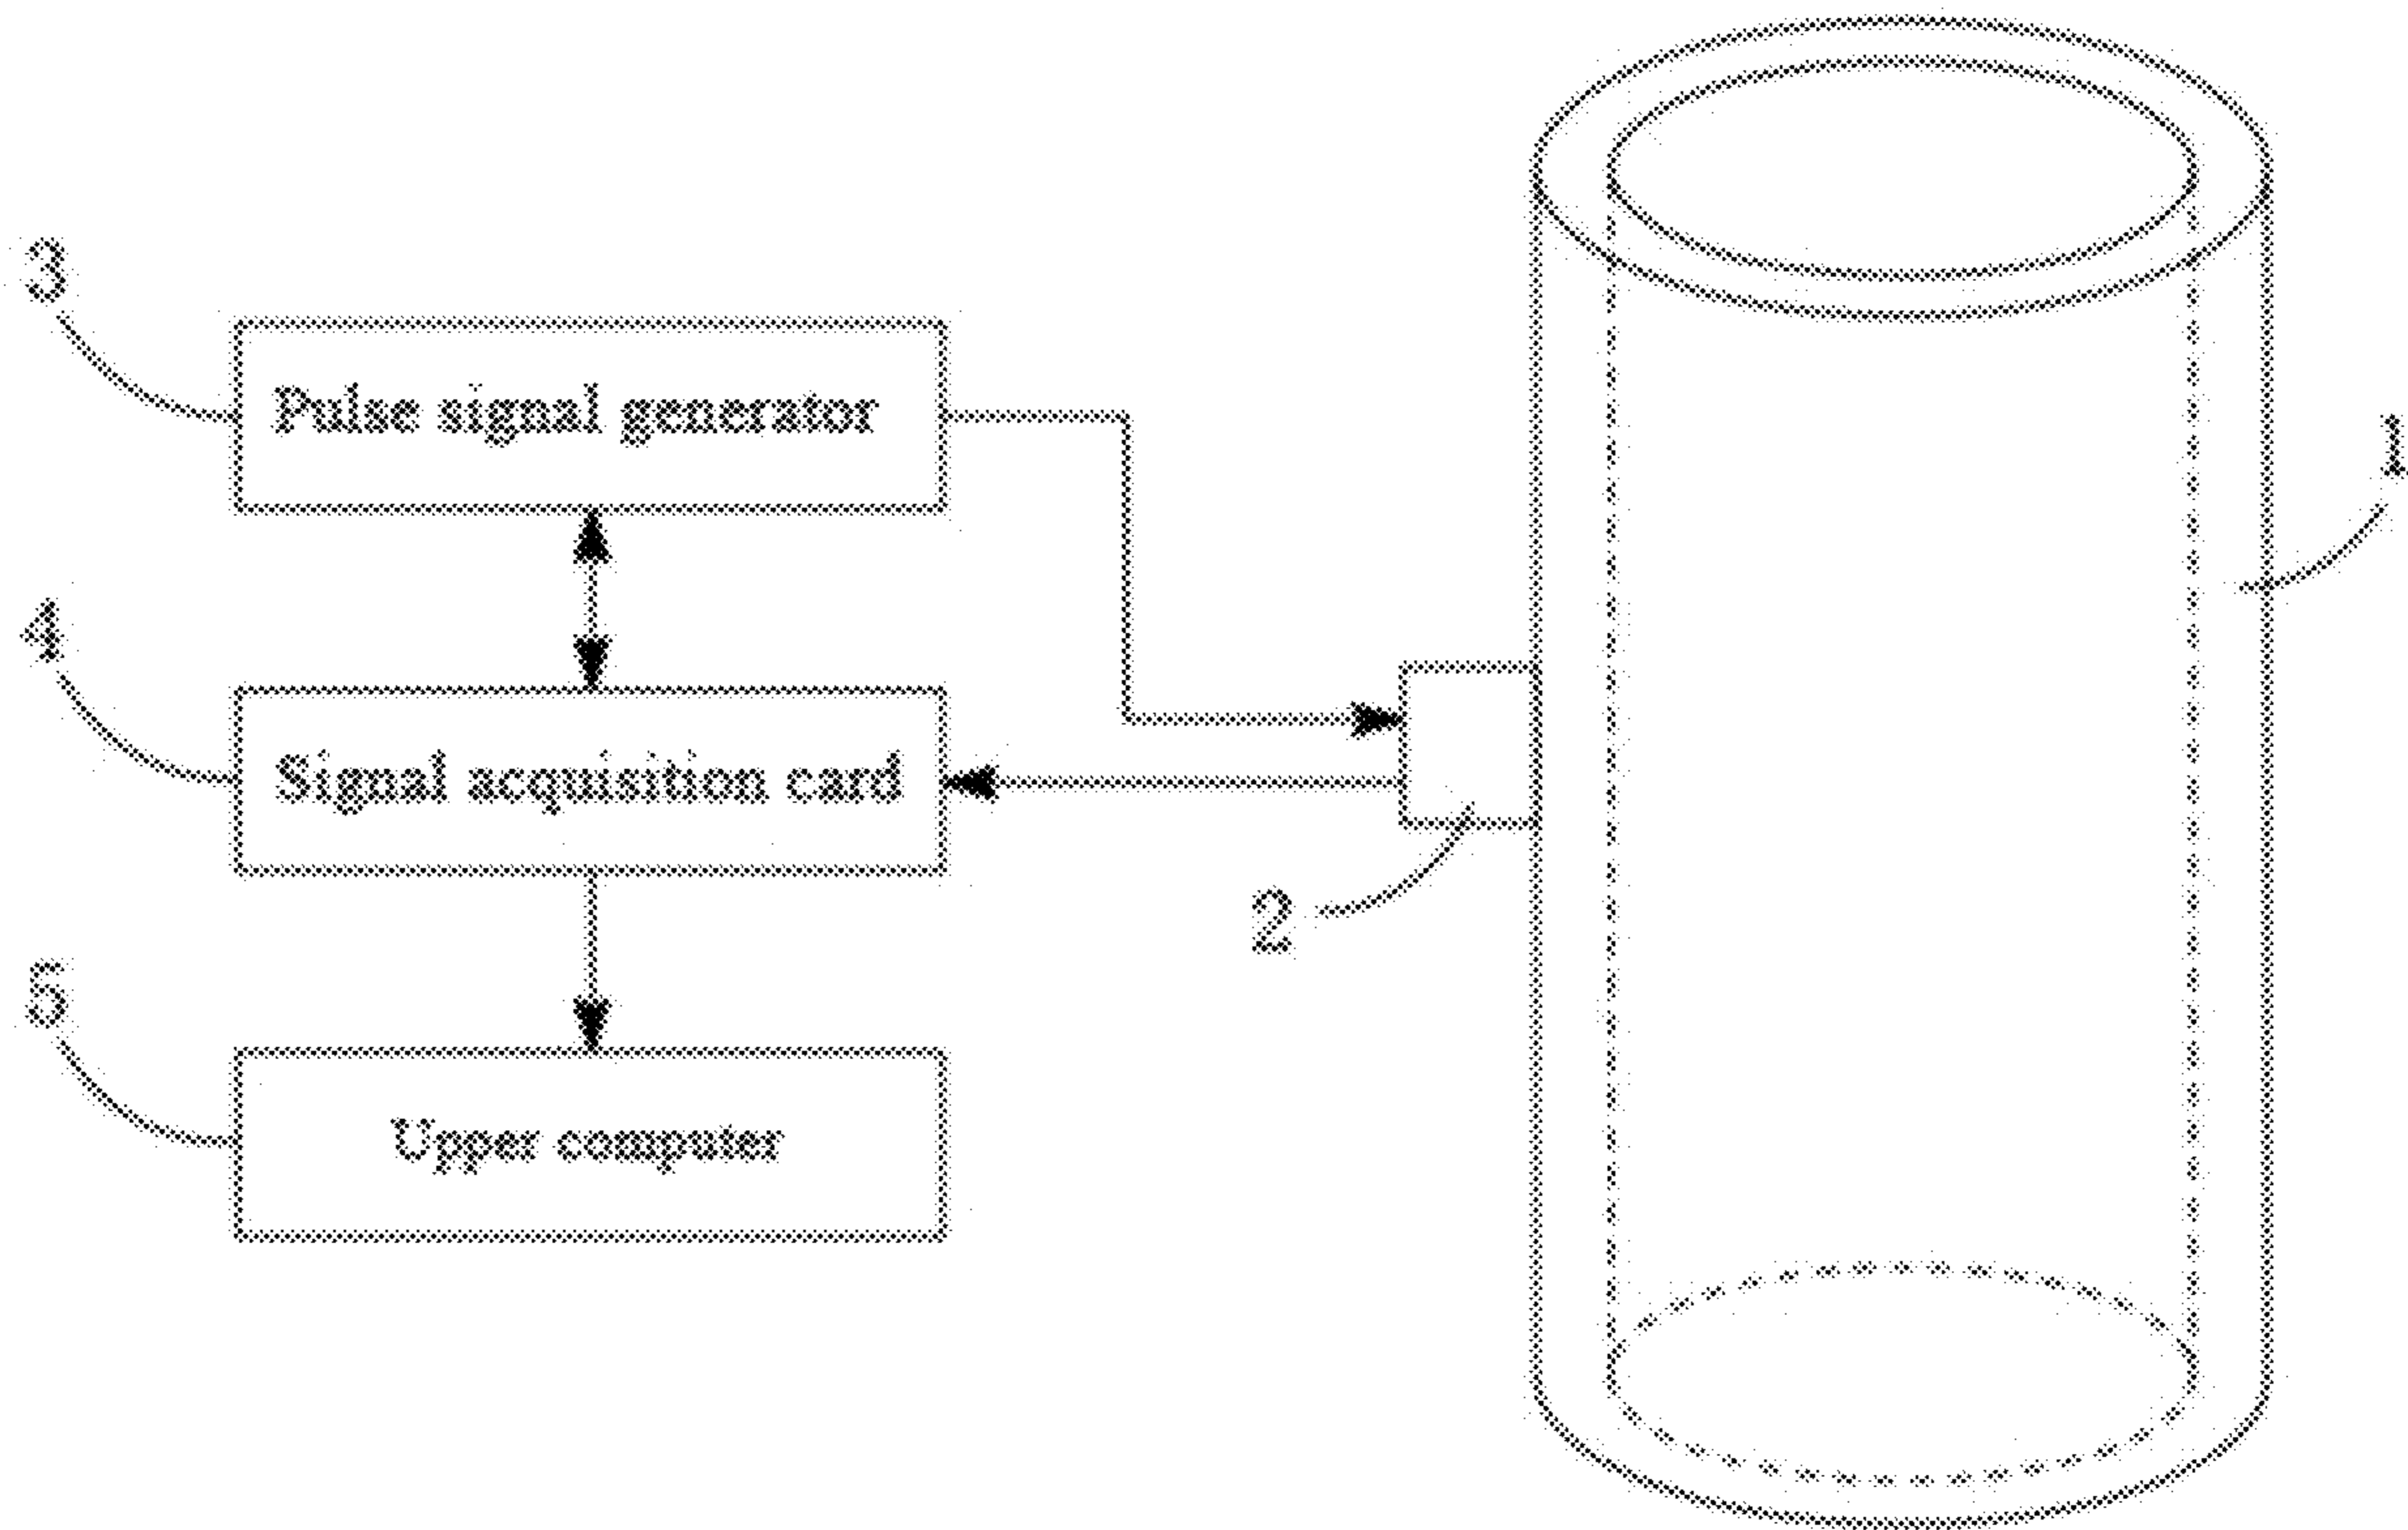 3
Pulse signal generator
1
4
Signal acquisition card
2
5
Upper computer